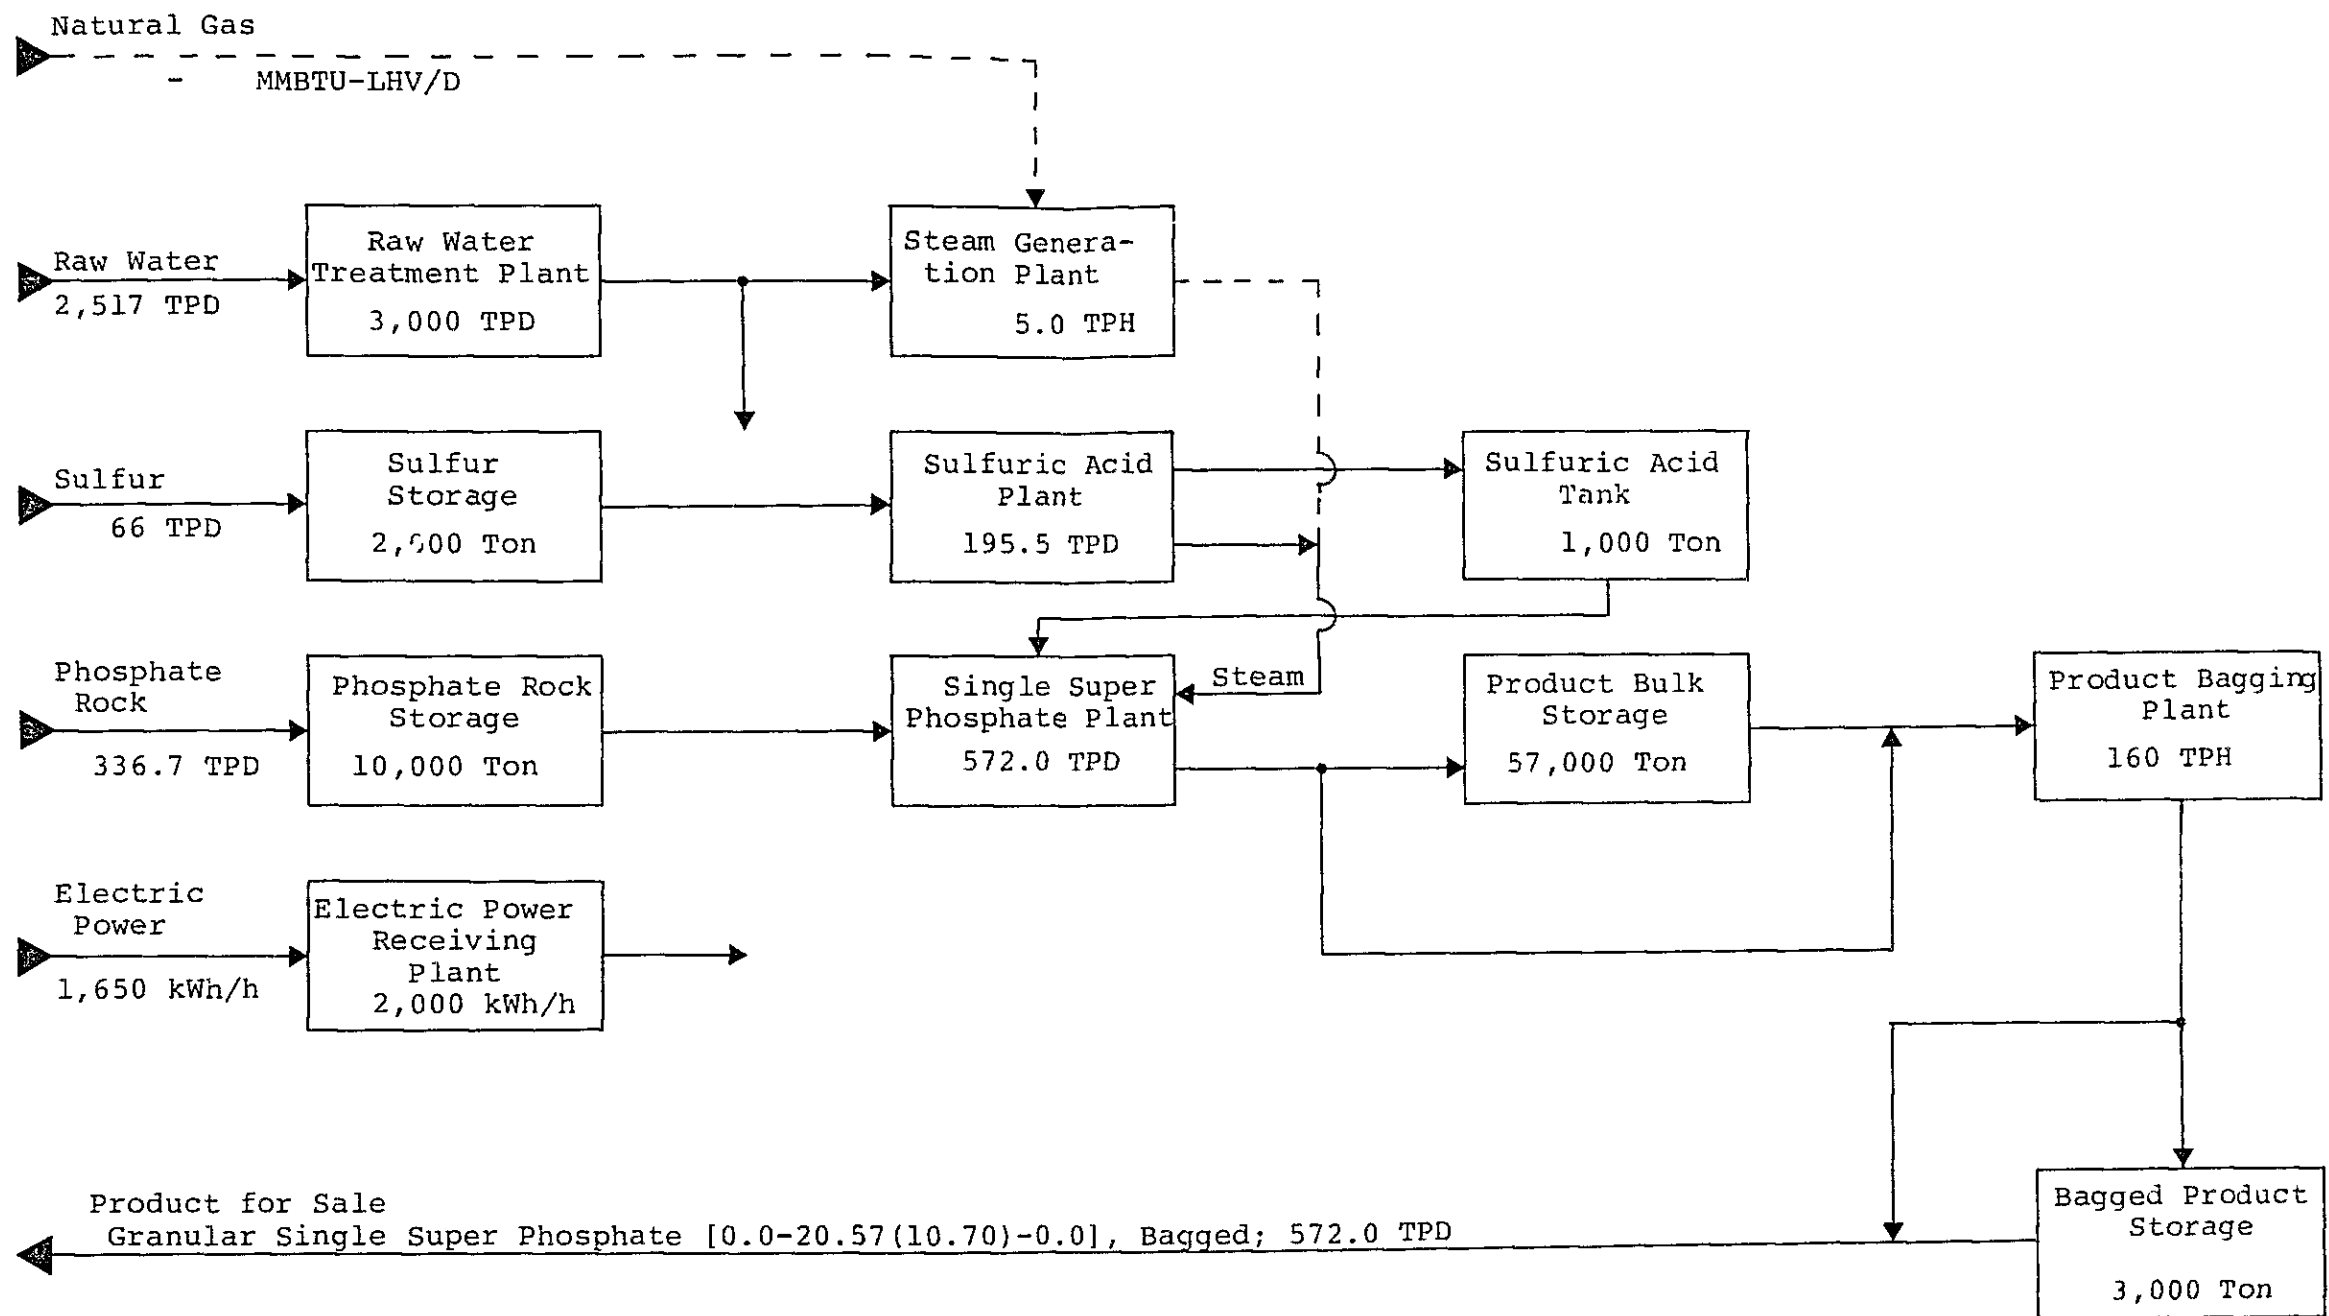 Natural Gas
- MMBTU-LHV/D
Raw Water
2,517 TPD
Raw Water
Treatment Plant
3,000 TPD
Steam Genera-
tion Plant
5.0 TPH
Sulfur
66 TPD
Sulfur
Storage
Ton
Sulfuric Acid
Plant
195.5 TPD
Sulfuric Acid
Tank
1,000 Ton
Phosphate
Rock
336.7 TPD
Phosphate Rock
Storage
10,000 Ton
Single Super
Phosphate Plant
572.0 TPD
Steam
Product Bulk
Storage
57,000 Ton
Product Bagging
Plant
160 TPH
Electric
Power
1,650 kWh/h
Electric Power
Receiving
Plant
2,000 kWh/h
Product for Sale
Granular Single Super Phosphate [0.0-20.57(10.70)-0.0], Bagged; 572.0 TPD
Bagged Product
Storage
3,000 Ton